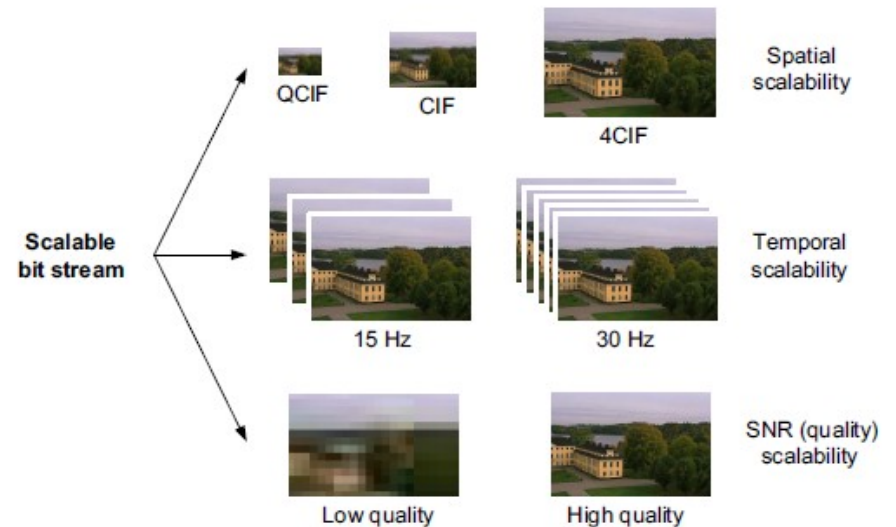 QCIF
CIF
4CIF
Spatial
scalability
Scalable
bit stream
15 Hz
30 Hz
Temporal
scalability
Low quality
High quality
SNR (quality)
scalability